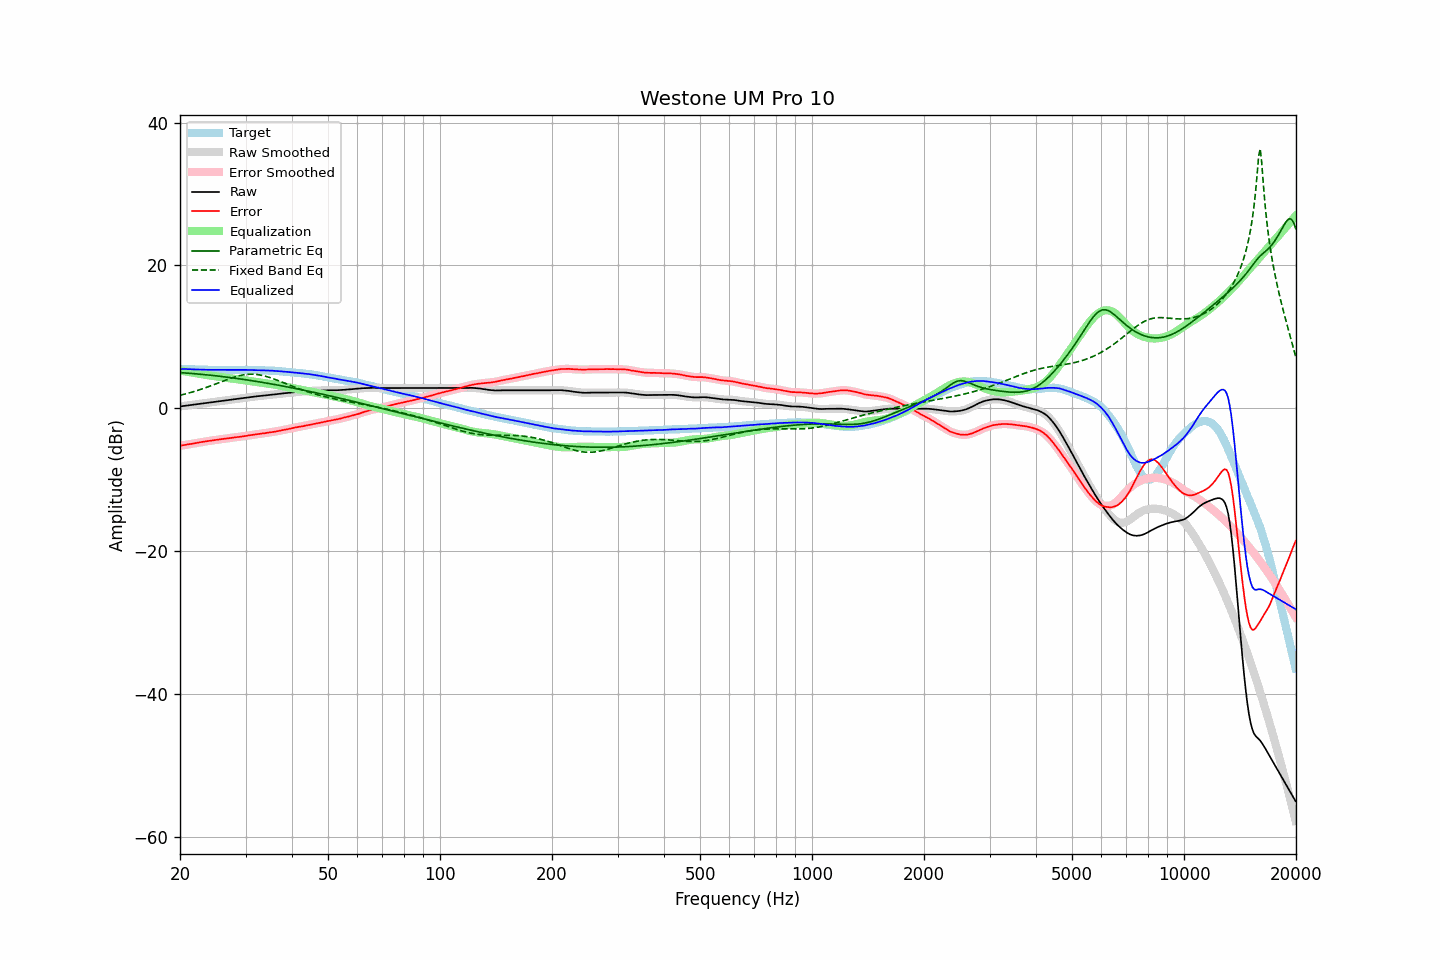 Westone UM Pro 10
Target
Raw Smoothed
Error Smoothed
Raw
Error
Equalization
Parametric Eq
Fixed Band Eq
Equalized
40
20
0
−20
−40
−60
Amplitude (dBr)
20
50
100
200
500
1000
2000
5000
10000
20000
Frequency (Hz)